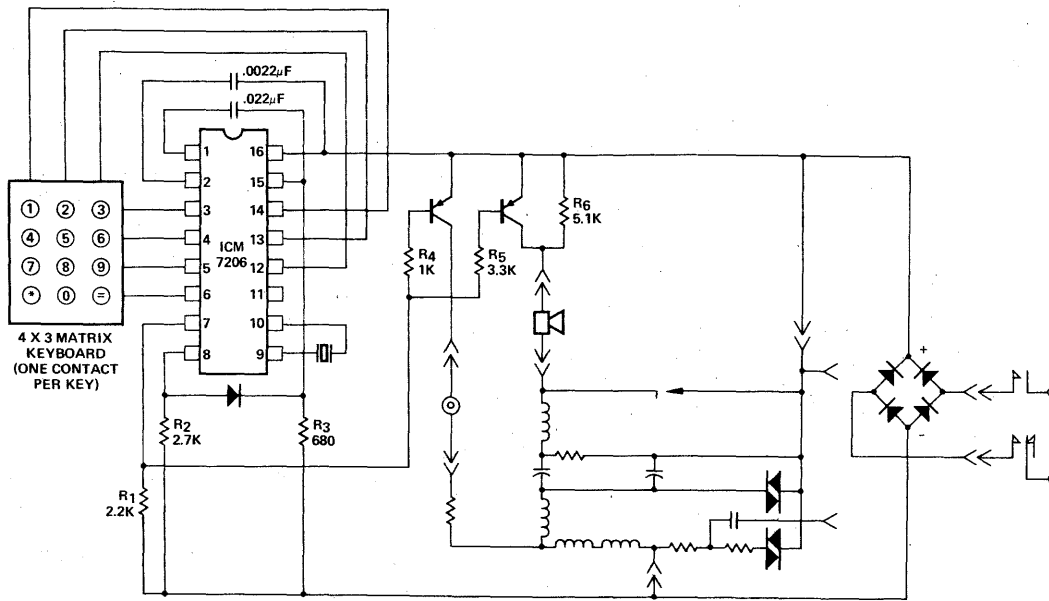 .0022μF
.022μF
1 16
2 15
3 14
4 13
5 12
6 11
7 10
8 9
ICM
7206
1 2 3
4 5 6
7 8 9
* 0 =
4 X 3 MATRIX
KEYBOARD
(ONE CONTACT
PER KEY)
R4
1K
R5
3.3K
R6
5.1K
R2
2.7K
R3
680
R1
2.2K
+
-